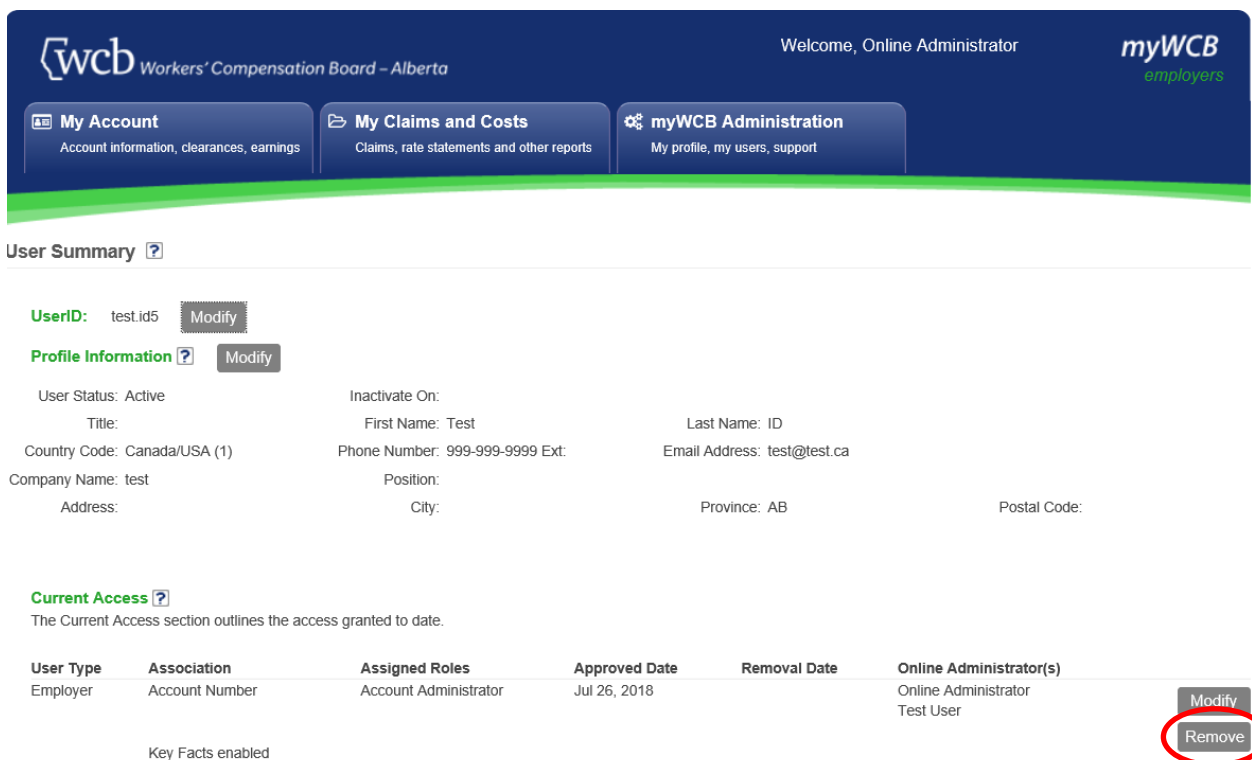 wcb Workers' Compensation Board – Alberta
Welcome, Online Administrator
myWCB
employers
My Account
Account information, clearances, earnings
My Claims and Costs
Claims, rate statements and other reports
myWCB Administration
My profile, my users, support
User Summary ?
UserID: test.id5 Modify
Profile Information ? Modify
User Status: Active Inactivate On:
Title: First Name: Test Last Name: ID
Country Code: Canada/USA (1) Phone Number: 999-999-9999 Ext: Email Address: test@test.ca
Company Name: test Position:
Address: City: Province: AB Postal Code:
Current Access ?
The Current Access section outlines the access granted to date.
User Type Association Assigned Roles Approved Date Removal Date Online Administrator(s)
Employer Account Number Account Administrator Jul 26, 2018 Online Administrator
Test User
Modify
Remove
Key Facts enabled